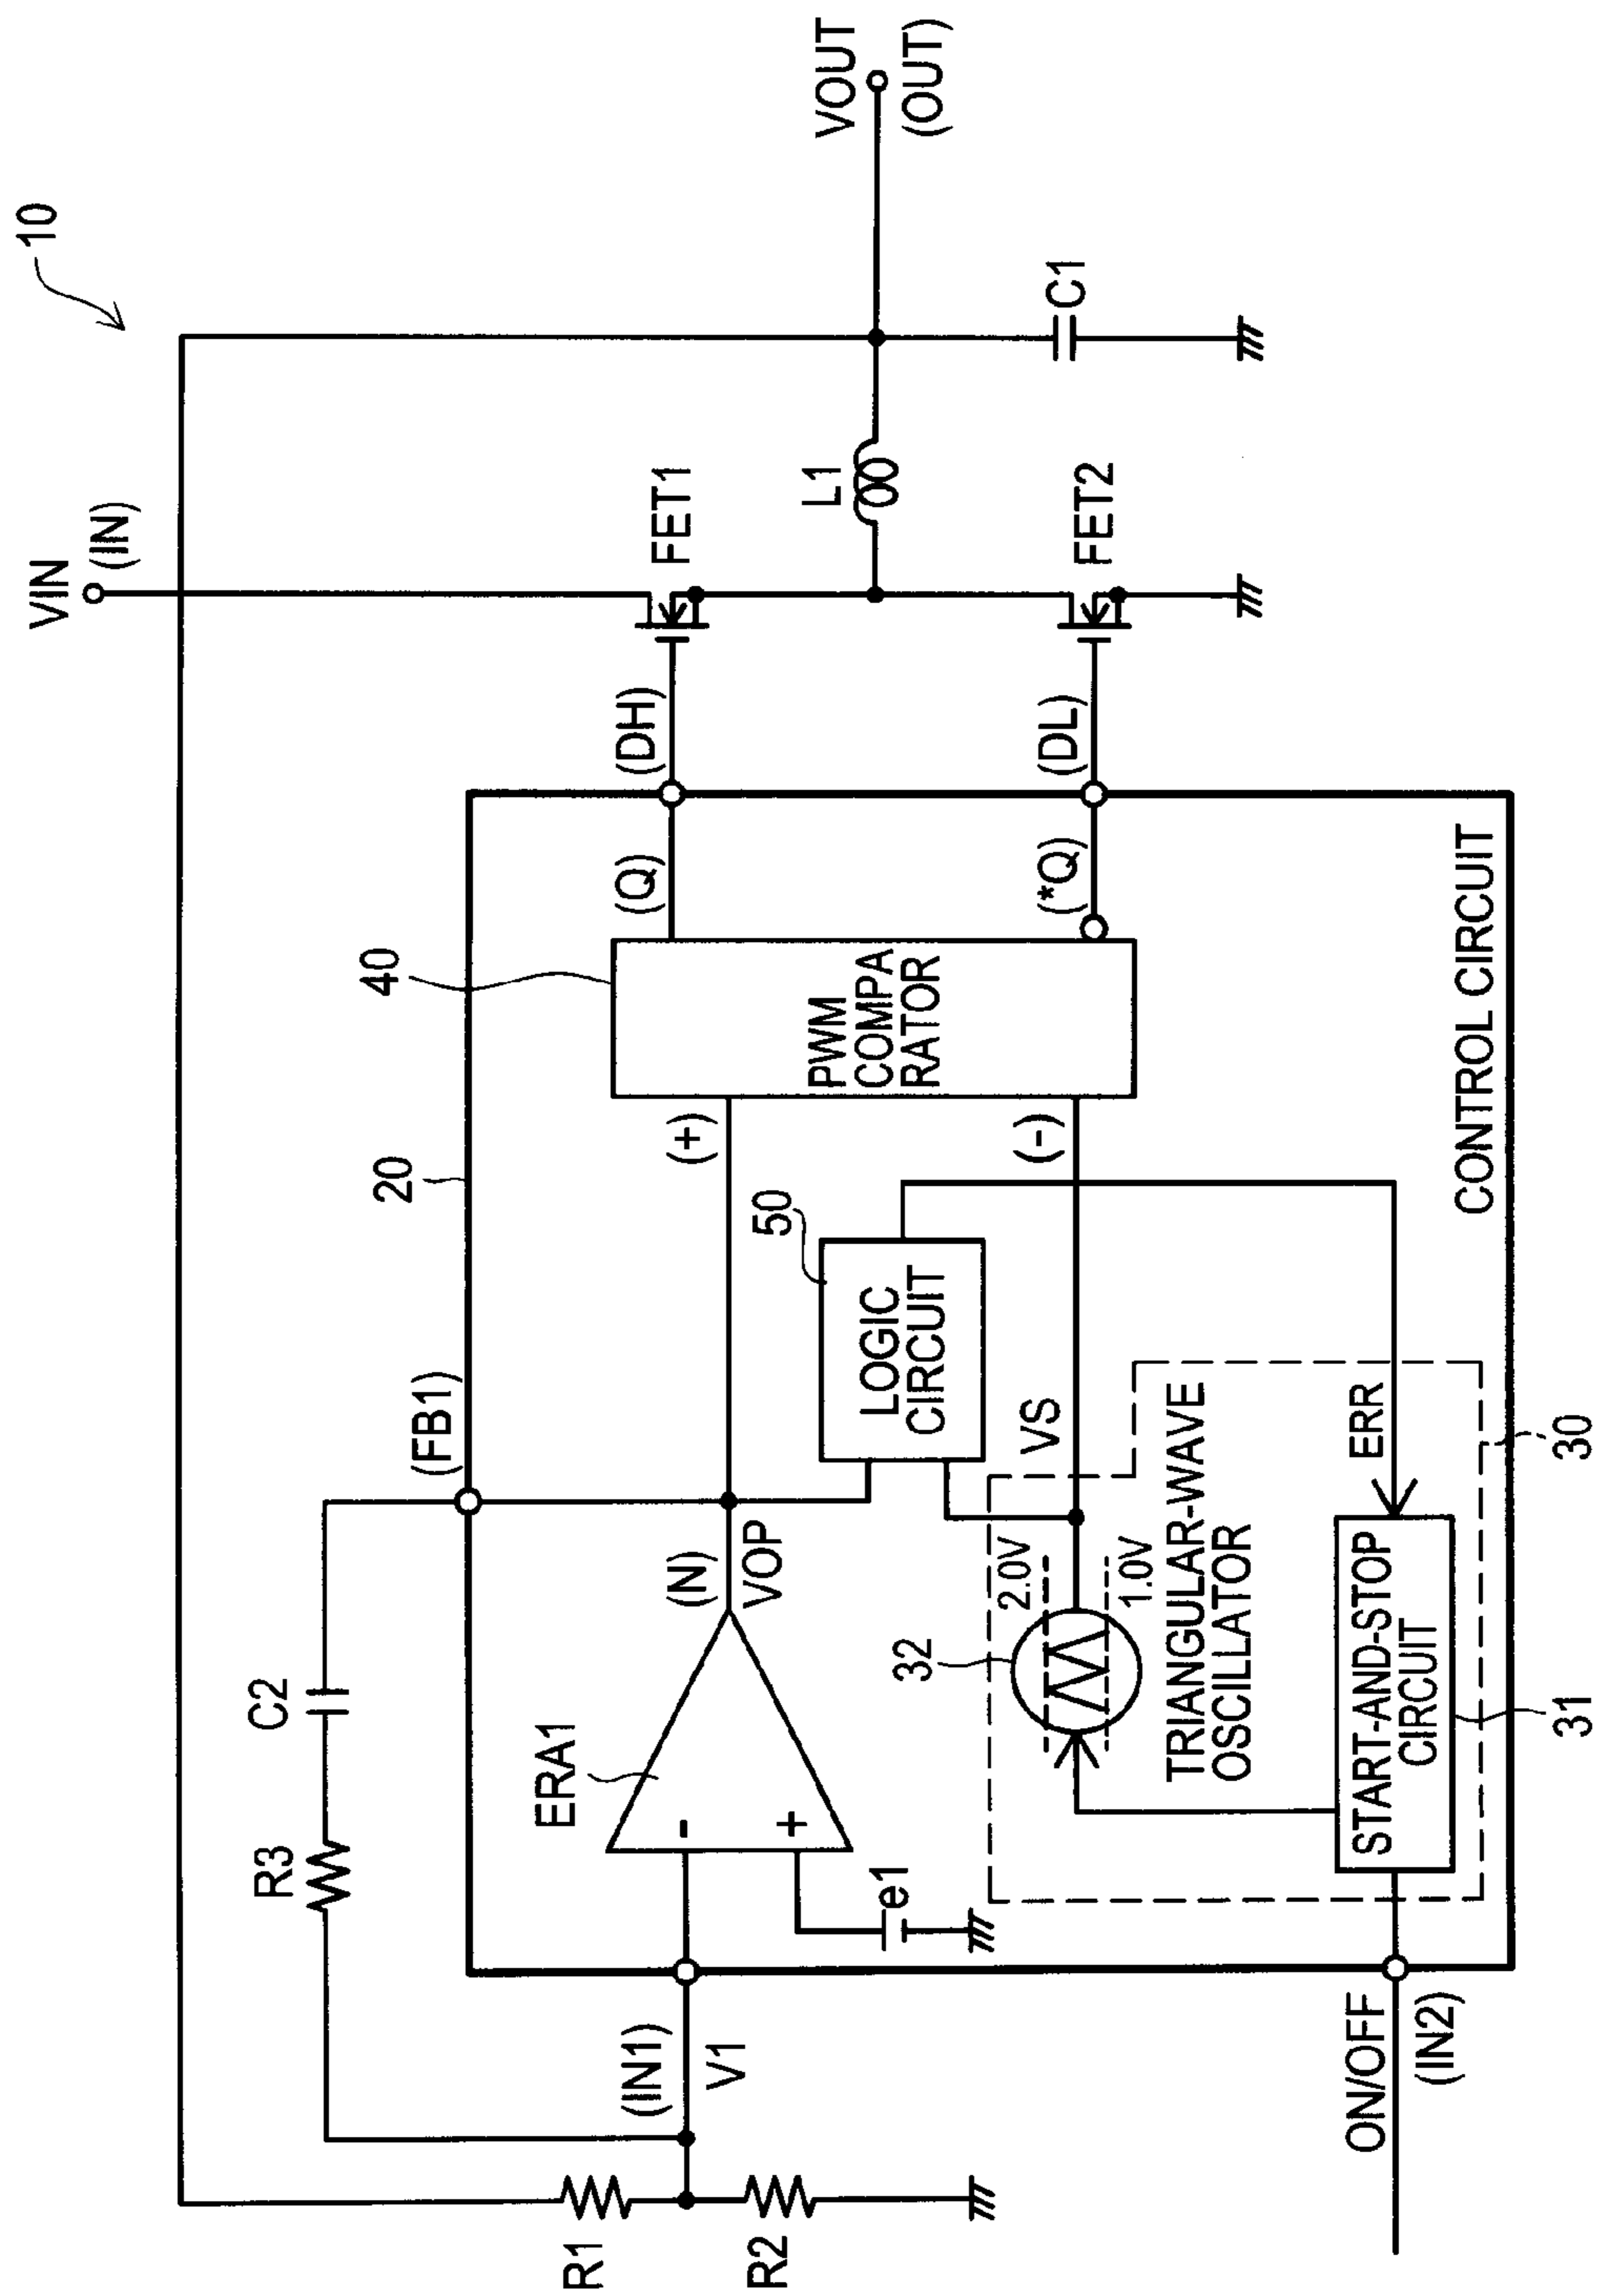 10
VIN
(IN)
VOUT
(OUT)
C1
L1
FET1
FET2
(DH)
(DL)
(Q)
(*Q)
40
PWM
COMPA
RATOR
(+)
(-)
20
CONTROL CIRCUIT
50
LOGIC
CIRCUIT
(FB1)
(N)
VOP
VS
C2
R3
ERA1
-
+
e1
32
2.0V
1.0V
TRIANGULAR-WAVE
OSCILLATOR
ERR
30
START-AND-STOP
CIRCUIT
31
(IN1)
V1
ON/OFF
(IN2)
R1
R2